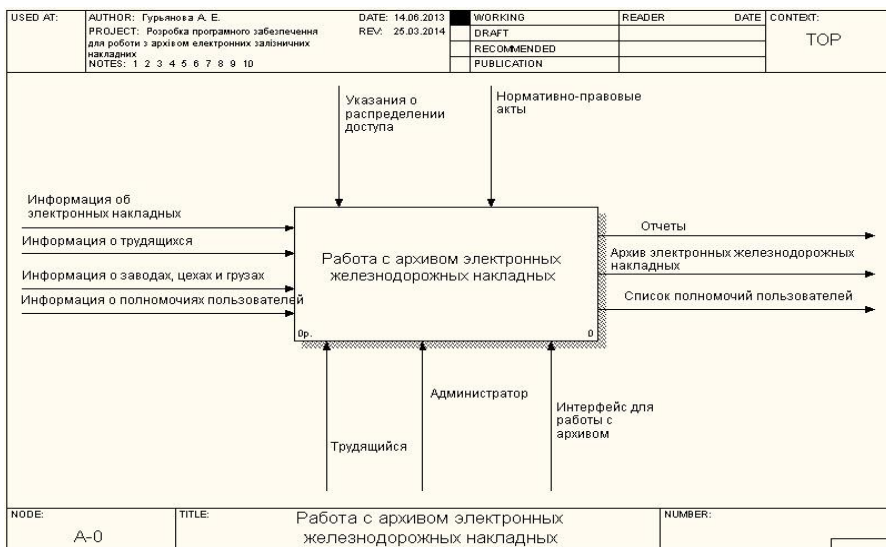 USED AT:
AUTHOR: Гурьянова А. Е.
DATE: 14.06.2013
WORKING
READER
DATE
CONTEXT:
PROJECT: Розробка програмного забезпечення
REV: 25.03.2014
DRAFT
TOP
для роботи з архівом електронних залізничних
RECOMMENDED
накладних
NOTES: 1 2 3 4 5 6 7 8 9 10
PUBLICATION
Указания о
распределении
доступа
Нормативно-правовые
акты
Информация об
электронных накладных
Информация о трудящихся
Информация о заводах, цехах и грузах
Информация о полномочиях пользователей
Работа с архивом электронных
железнодорожных накладных
0р.
0
Отчеты
Архив электронных железнодорожных
накладных
Список полномочий пользователей
Трудящийся
Администратор
Интерфейс для
работы с
архивом
NODE:
A-0
TITLE:
Работа с архивом электронных
железнодорожных накладных
NUMBER: